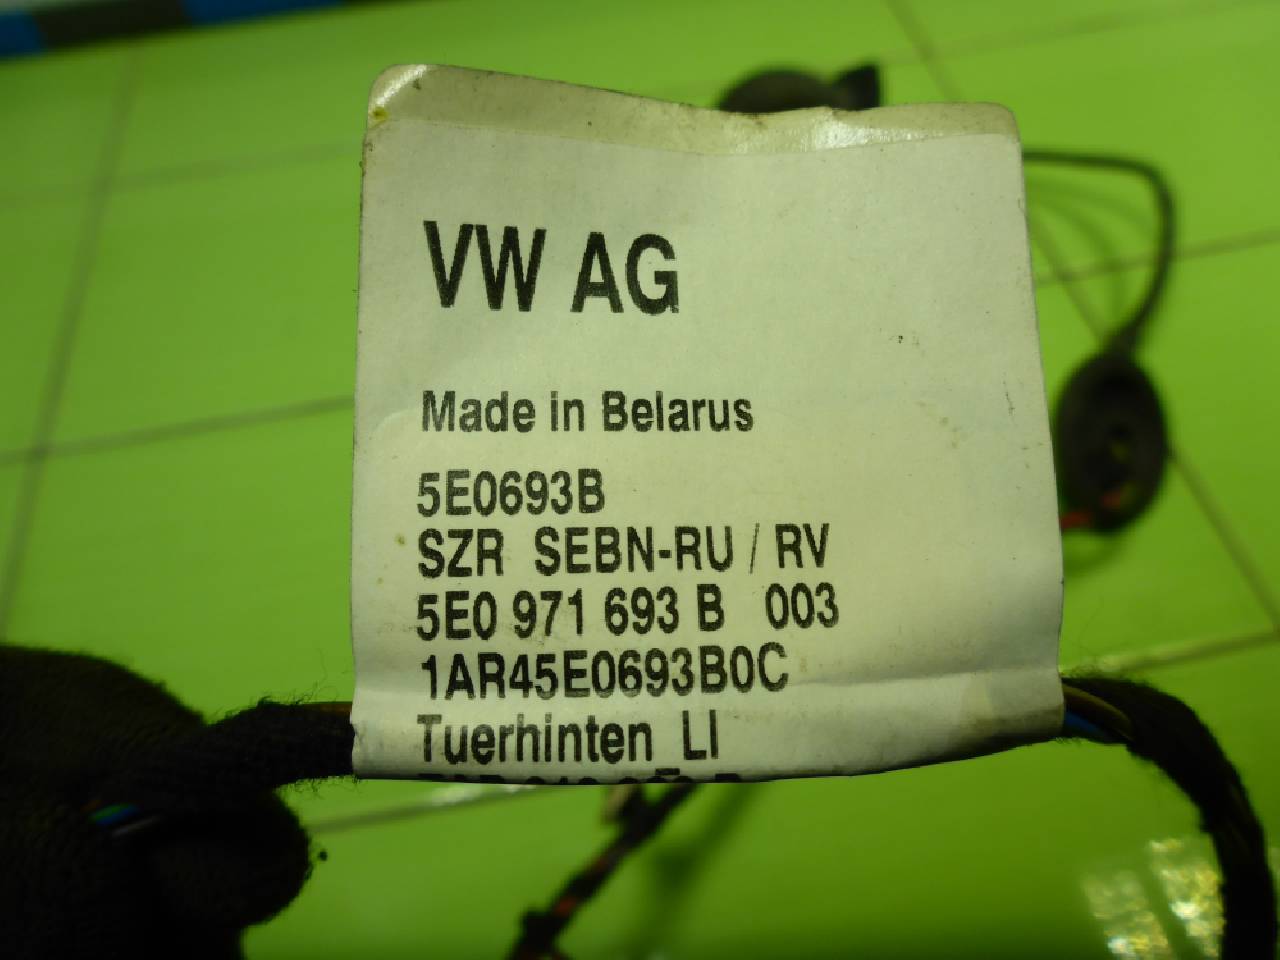 VW AG
Made in Belarus
5E0693B
SZR SEBN-RU / RV
5E0 971 693 B 003
1AR45E0693B0C
Tuerhinten LI